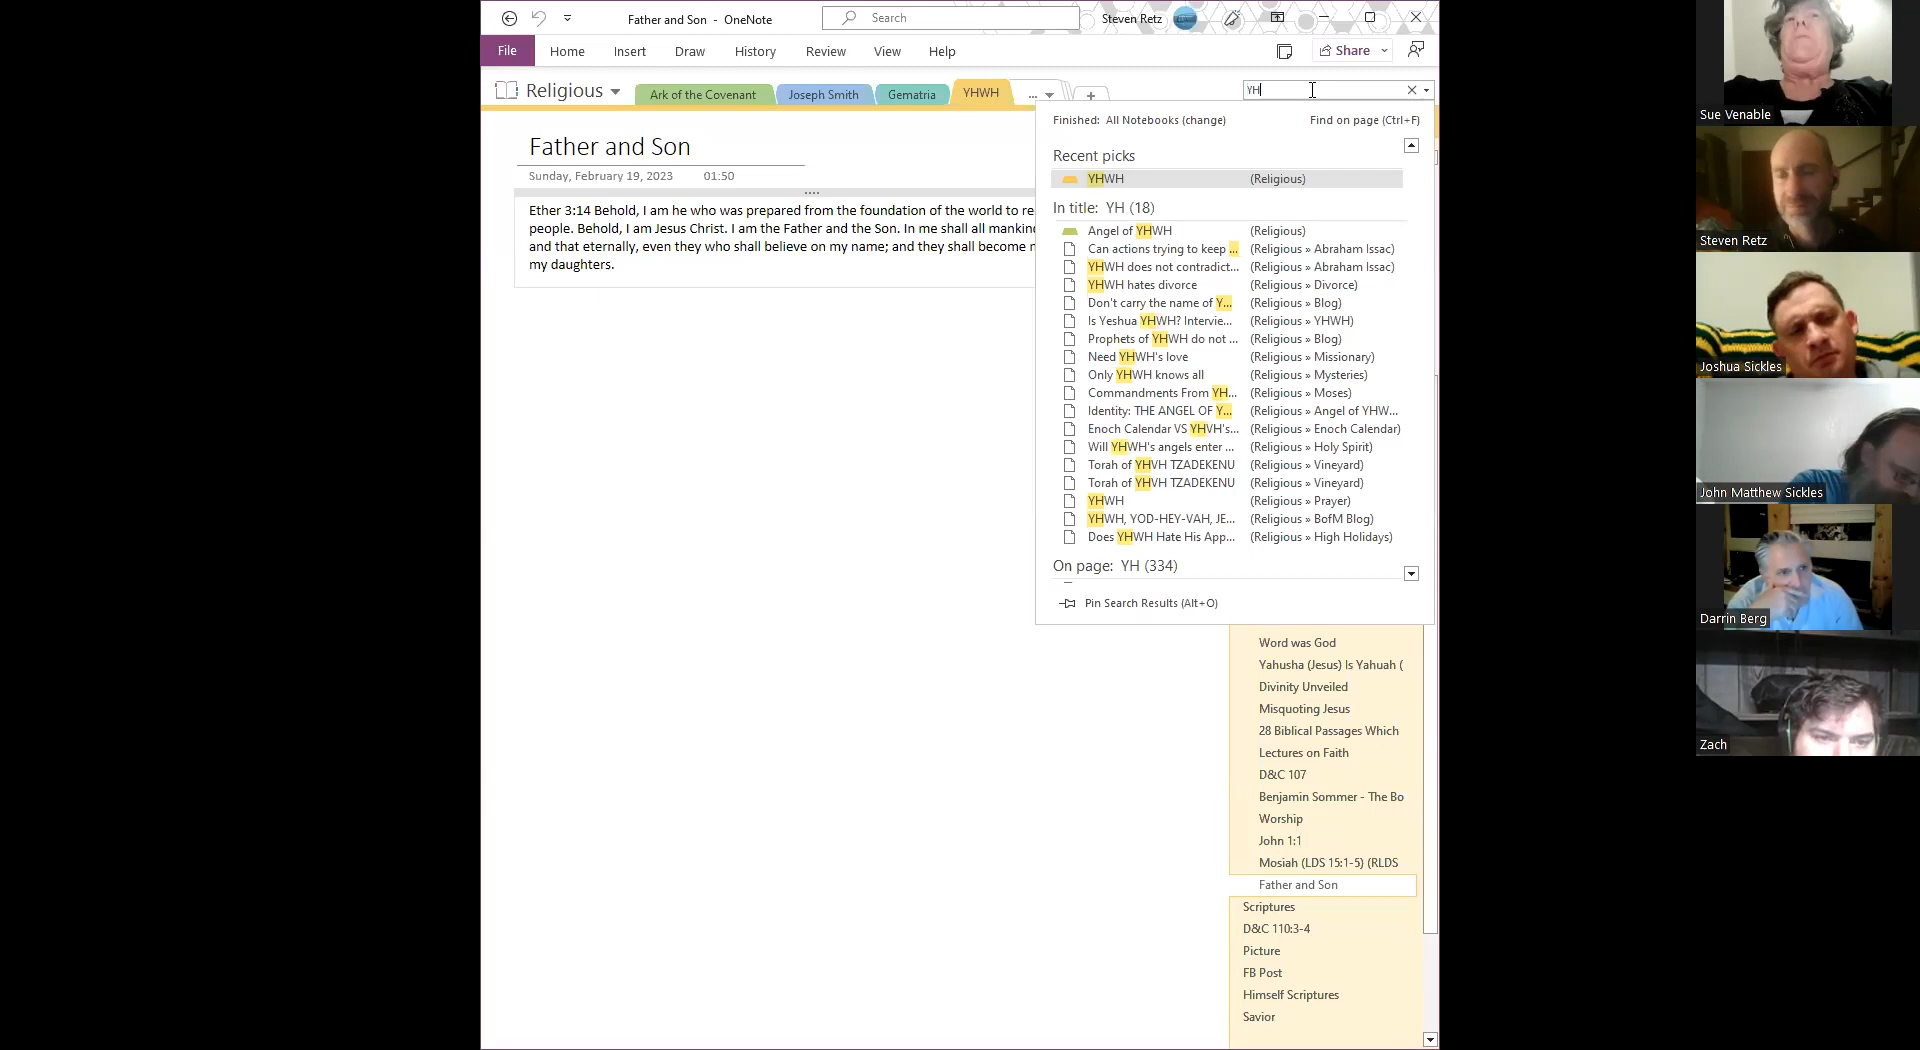 Father and Son - OneNote
Search
Steven Retz
File
Home
Insert
Draw
History
Review
View
Help
Share
Religious
Ark of the Covenant
Joseph Smith
Gematria
YHWH
...
YH
Finished: All Notebooks (change)
Find on page (Ctrl+F)
Father and Son
Sunday, February 19, 2023 01:50
Ether 3:14 Behold, I am he who was prepared from the foundation of the world to re
people. Behold, I am Jesus Christ. I am the Father and the Son. In me shall all mankin
and that eternally, even they who shall believe on my name; and they shall become
my daughters.
Recent picks
YHWH (Religious)
In title: YH (18)
Angel of YHWH (Religious)
Can actions trying to keep ... (Religious » Abraham Issac)
YHWH does not contradict... (Religious » Abraham Issac)
YHWH hates divorce (Religious » Divorce)
Don't carry the name of Y... (Religious » Blog)
Is Yeshua YHWH? Intervie... (Religious » YHWH)
Prophets of YHWH do not ... (Religious » Blog)
Need YHWH's love (Religious » Missionary)
Only YHWH knows all (Religious » Mysteries)
Commandments From YH... (Religious » Moses)
Identity: THE ANGEL OF Y... (Religious » Angel of YHW...
Enoch Calendar VS YHVH's... (Religious » Enoch Calendar)
Will YHWH's angels enter ... (Religious » Holy Spirit)
Torah of YHVH TZADEKENU (Religious » Vineyard)
Torah of YHVH TZADEKENU (Religious » Vineyard)
YHWH (Religious » Prayer)
YHWH, YOD-HEY-VAH, JE... (Religious » BofM Blog)
Does YHWH Hate His App... (Religious » High Holidays)
On page: YH (334)
Pin Search Results (Alt+O)
Word was God
Yahusha (Jesus) Is Yahuah (
Divinity Unveiled
Misquoting Jesus
28 Biblical Passages Which
Lectures on Faith
D&C 107
Benjamin Sommer - The Bo
Worship
John 1:1
Mosiah (LDS 15:1-5) (RLDS
Father and Son
Scriptures
D&C 110:3-4
Picture
FB Post
Himself Scriptures
Savior
Sue Venable
Steven Retz
Joshua Sickles
John Matthew Sickles
Darrin Berg
Zach